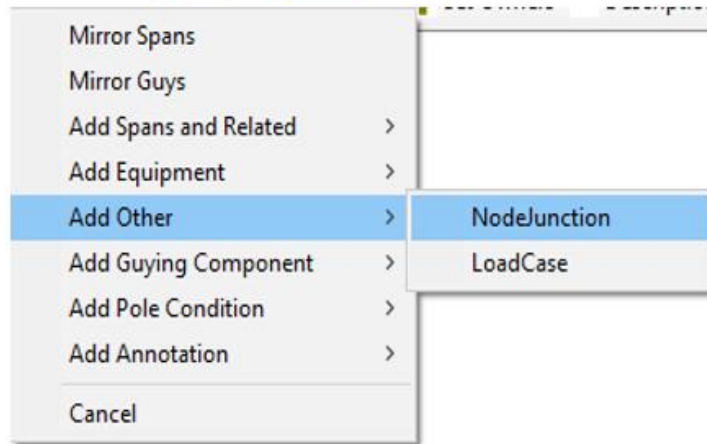 Mirror Spans
Mirror Guys
Add Spans and Related
Add Equipment
Add Other
NodeJunction
Add Guying Component
LoadCase
Add Pole Condition
Add Annotation
Cancel